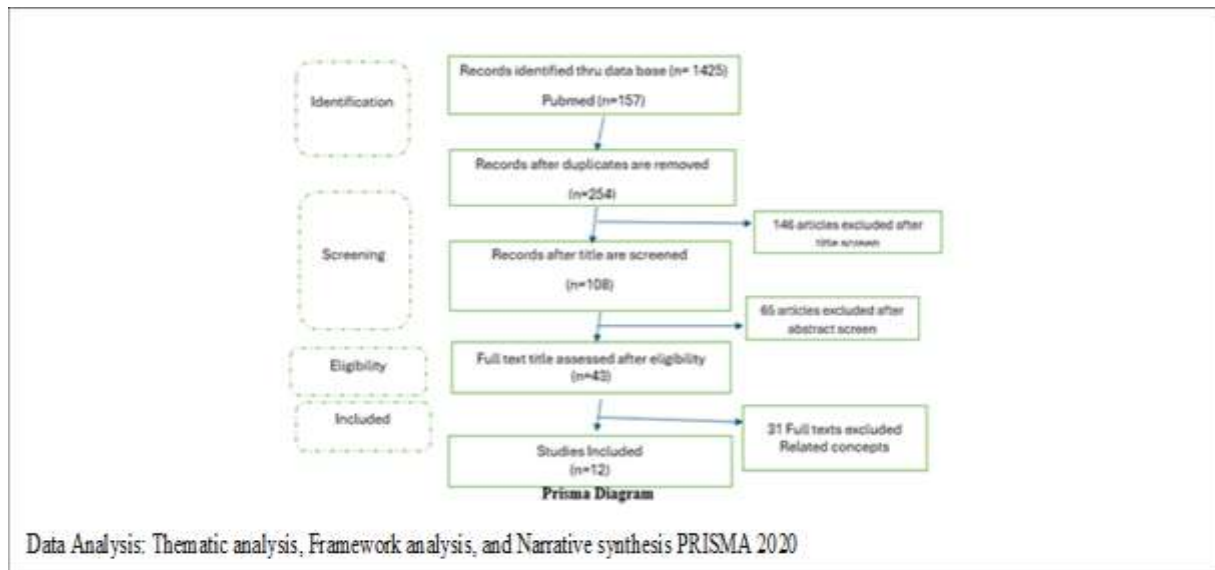 Identification
Records identified thru data base (n= 1425)
Pubmed (n=157)
Records after duplicates are removed
(n=254)
146 articles excluded after
title screen
Screening
Records after title are screened
(n=108)
65 articles excluded after
abstract screen
Eligibility
Full text title assessed after eligibility
(n=43)
Included
31 Full texts excluded
Related concepts
Studies Included
(n=12)
Prisma Diagram
Data Analysis: Thematic analysis, Framework analysis, and Narrative synthesis PRISMA 2020